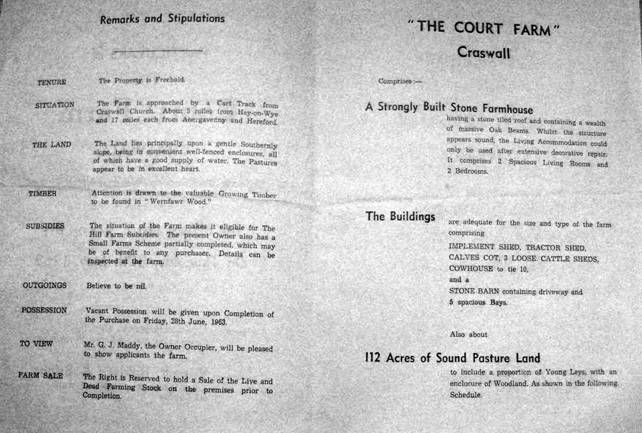 Remarks and Stipulations
TENURE The Property is Freehold.
SITUATION The Farm is approached by a Cart Track from
Craswall Church. About 5 miles from Hay-on-Wye
and 17 miles each from Abergavenny and Hereford.
THE LAND The Land lies principally upon a gentle Southernly
slope, being in convenient well-fenced enclosures, all
of which have a good supply of water. The Pastures
appear to be in excellent heart.
TIMBER Attention is drawn to the valuable Growing Timber
to be found in "Wernfawr Wood."
SUBSIDIES The situation of the Farm makes it eligible for The
Hill Farm Subsidies. The present Owner also has a
Small Farms Scheme partially completed, which may
be of benefit to any purchaser. Details can be
inspected at the farm.
OUTGOINGS Believe to be nil.
POSSESSION Vacant Possession will be given upon Completion of
the Purchase on Friday, 28th June, 1963.
TO VIEW Mr. G. J. Maddy, the Owner Occupier, will be pleased
to show applicants the farm.
FARM SALE The Right is Reserved to hold a Sale of the Live and
Dead Farming Stock on the premises prior to
Completion.
"THE COURT FARM"
Craswall
Comprises :—
A Strongly Built Stone Farmhouse
having a stone tiled roof and containing a wealth
of massive Oak Beams. Whilst the structure
appears sound, the Living Accommodation could
only be used after extensive decorative repair.
It comprises 2 Spacious Living Rooms and
2 Bedrooms.
The Buildings
are adequate for the size and type of the farm
comprising
IMPLEMENT SHED, TRACTOR SHED,
CALVES COT, 3 LOOSE CATTLE SHEDS,
COWHOUSE to tie 10,
and a
STONE BARN containing driveway and
5 spacious Bays.
Also about
112 Acres of Sound Pasture Land
to include a proportion of Young Leys, with an
enclosure of Woodland. As shown in the following
Schedule.